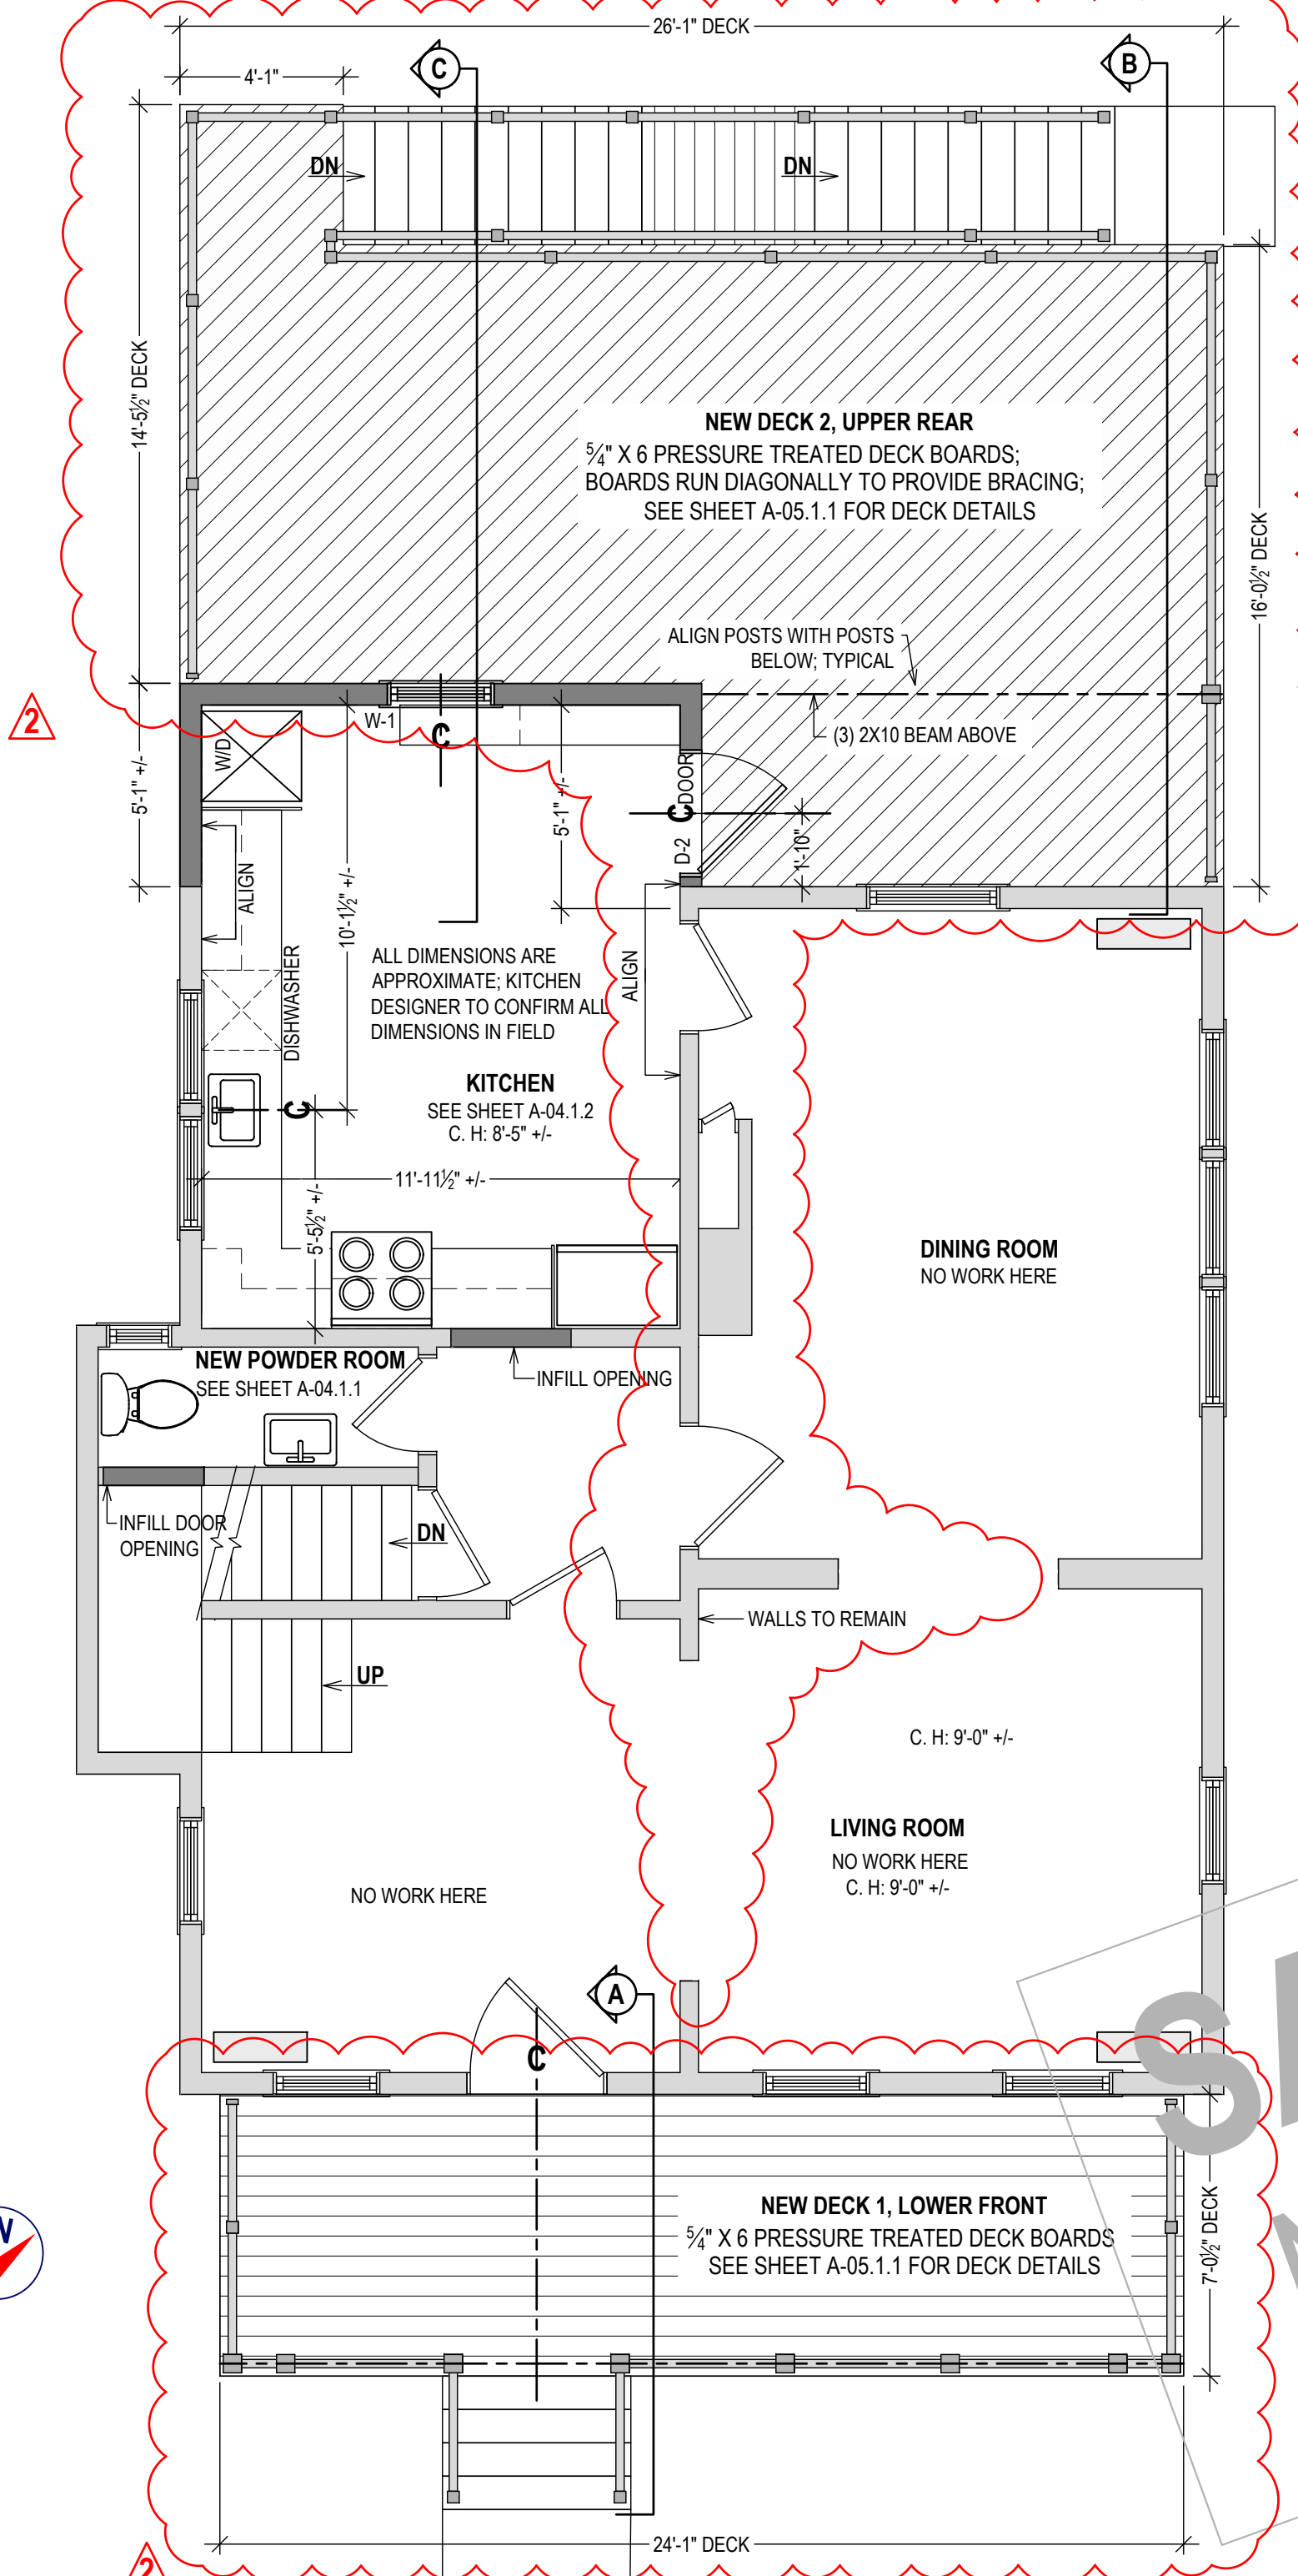 26'-1" DECK
C
B
4'-1"
DN
DN
14'-5½" DECK
NEW DECK 2, UPPER REAR
5/4" X 6 PRESSURE TREATED DECK BOARDS;
BOARDS RUN DIAGONALLY TO PROVIDE BRACING;
SEE SHEET A-05.1.1 FOR DECK DETAILS
16'-0½" DECK
ALIGN POSTS WITH POSTS
BELOW; TYPICAL
2
W-1
C
(3) 2X10 BEAM ABOVE
W/D
5'-1" +/-
5'-1" +/-
DOOR
C
D-2
1'-10"
ALIGN
10'-1½" +/-
ALIGN
DISHWASHER
ALL DIMENSIONS ARE
APPROXIMATE; KITCHEN
DESIGNER TO CONFIRM ALL
DIMENSIONS IN FIELD
KITCHEN
SEE SHEET A-04.1.2
C. H: 8'-5" +/-
C
11'-11½" +/-
5'-5½" +/-
DINING ROOM
NO WORK HERE
NEW POWDER ROOM
SEE SHEET A-04.1.1
INFILL OPENING
INFILL DOOR
OPENING
DN
WALLS TO REMAIN
UP
C. H: 9'-0" +/-
LIVING ROOM
NO WORK HERE
C. H: 9'-0" +/-
NO WORK HERE
A
C
N
NEW DECK 1, LOWER FRONT
5/4" X 6 PRESSURE TREATED DECK BOARDS
SEE SHEET A-05.1.1 FOR DECK DETAILS
7'-0½" DECK
24'-1" DECK
2